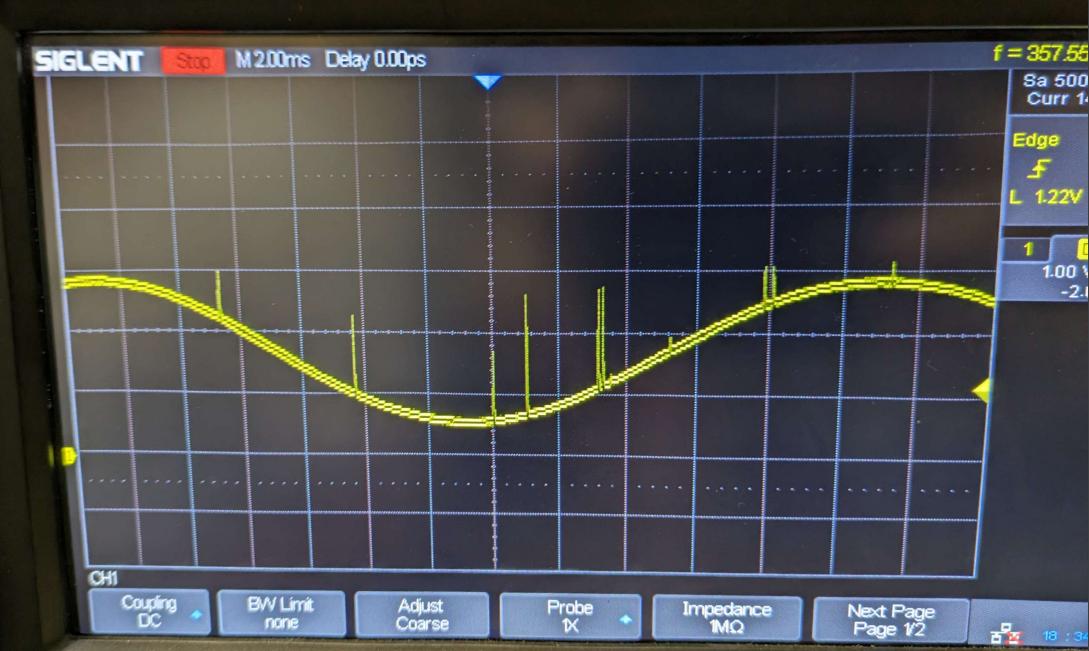 SIGLENT Stop M 2.00ms Delay 0.00ps f = 357.55
Sa 500
Curr 1
Edge
L 1.22V
1
1.00 V
-2.
CH1
Coupling
DC
BW Limit
none
Adjust
Coarse
Probe
1X
Impedance
1MΩ
Next Page
Page 1/2
18 : 34